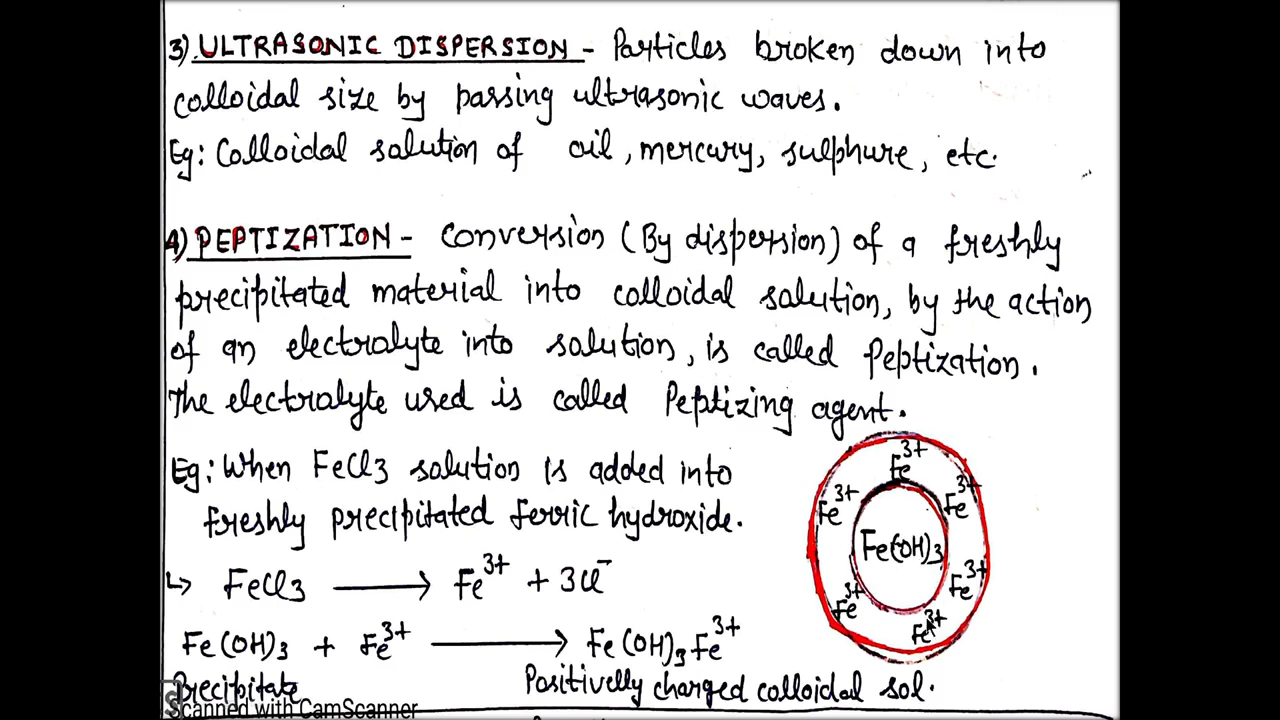 3) ULTRASONIC DISPERSION - Particles broken down into
colloidal size by passing ultrasonic waves.
Eg: Colloidal solution of oil, mercury, sulphure, etc.
4) PEPTIZATION - Conversion (By dispersion) of a freshly
precipitated material into colloidal solution, by the action
of an electrolyte into solution, is called Peptization.
The electrolyte used is called Peptizing agent.
Eg: When FeCl3 solution is added into
freshly precipitated ferric hydroxide.
↳ FeCl3 ⟶ Fe³⁺ + 3Cl⁻
Fe(OH)3 + Fe³⁺ ⟶ Fe(OH)3Fe³⁺
Precipitate Positivelly charged colloidal sol.
Fe³⁺
Fe³⁺ Fe³⁺
Fe(OH)3
Fe³⁺ Fe³⁺
Fe³⁺
Scanned with CamScanner